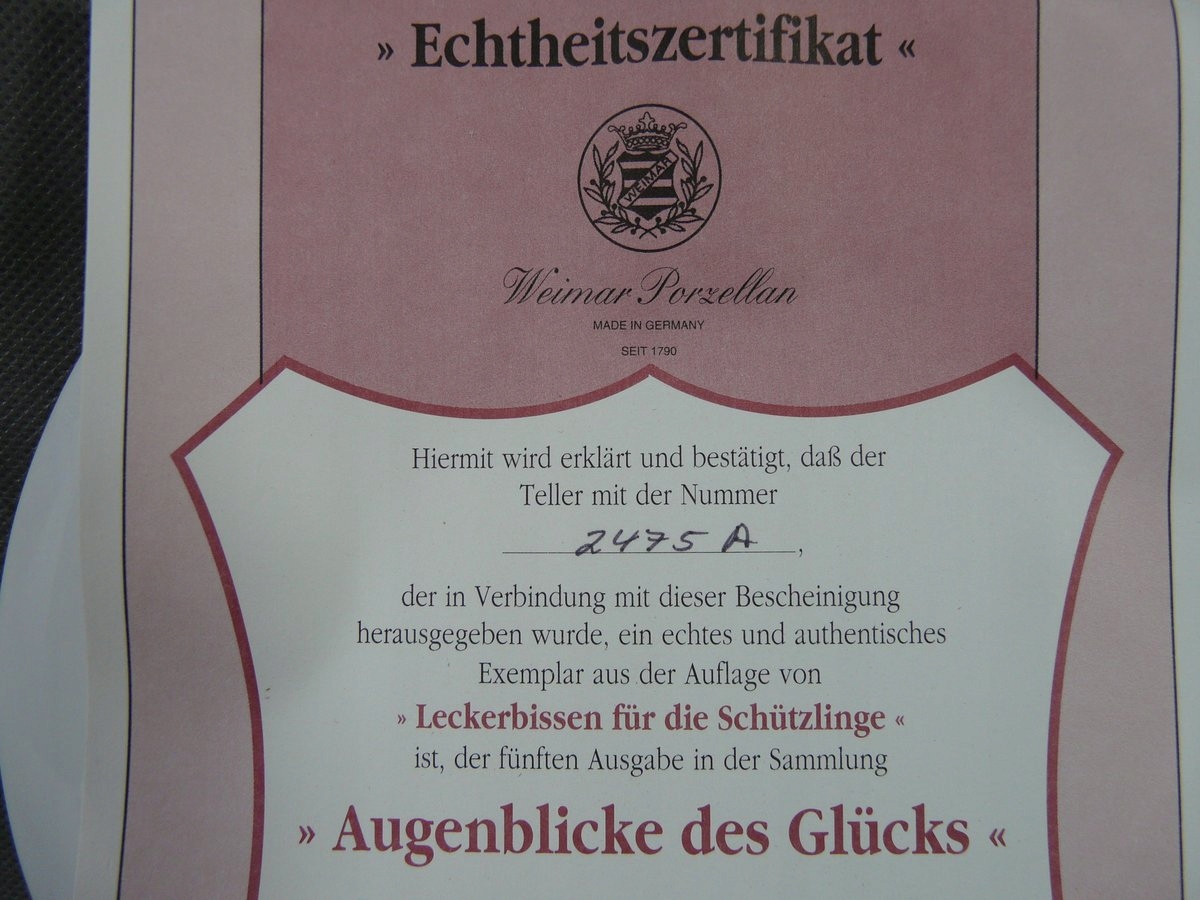 » Echtheitszertifikat «
WEIMAR
Weimar Porzellan
MADE IN GERMANY
SEIT 1790
Hiermit wird erklärt und bestätigt, daß der
Teller mit der Nummer
2475 A,
der in Verbindung mit dieser Bescheinigung
herausgegeben wurde, ein echtes und authentisches
Exemplar aus der Auflage von
» Leckerbissen für die Schützlinge «
ist, der fünften Ausgabe in der Sammlung
» Augenblicke des Glücks «